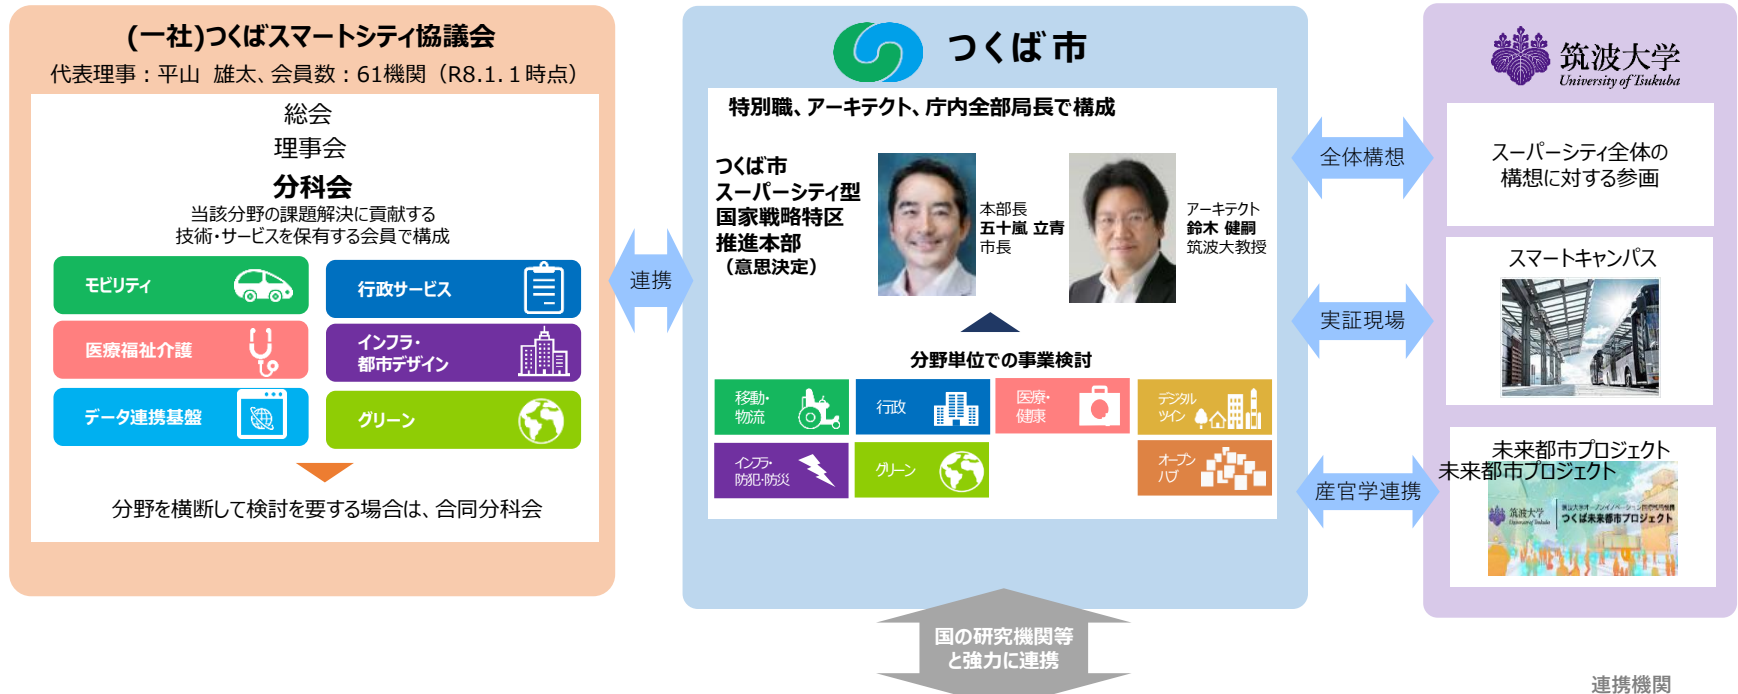 (一社)つくばスマートシティ協議会
代表理事：平山 雄太、会員数：61機関（R8.1.１時点）
総会
理事会
分科会
当該分野の課題解決に貢献する
技術・サービスを保有する会員で構成
モビリティ
行政サービス
医療福祉介護
インフラ・
都市デザイン
データ連携基盤
グリーン
分野を横断して検討を要する場合は、合同分科会
連携
つくば市
特別職、アーキテクト、庁内全部局長で構成
つくば市
スーパーシティ型
国家戦略特区
推進本部
（意思決定）
本部長
五十嵐 立青
市長
アーキテクト
鈴木 健嗣
筑波大教授
分野単位での事業検討
移動・
物流
行政
医療・
健康
デジタル
ツイン
インフラ・
防犯・防災
グリーン
オープン
ハブ
国の研究機関等
と強力に連携
全体構想
実証現場
産官学連携
筑波大学
University of Tsukuba
スーパーシティ全体の
構想に対する参画
スマートキャンパス
未来都市プロジェクト
未来都市プロジェクト
筑波大学
University of Tsukuba
つくば未来都市プロジェクト
連携機関